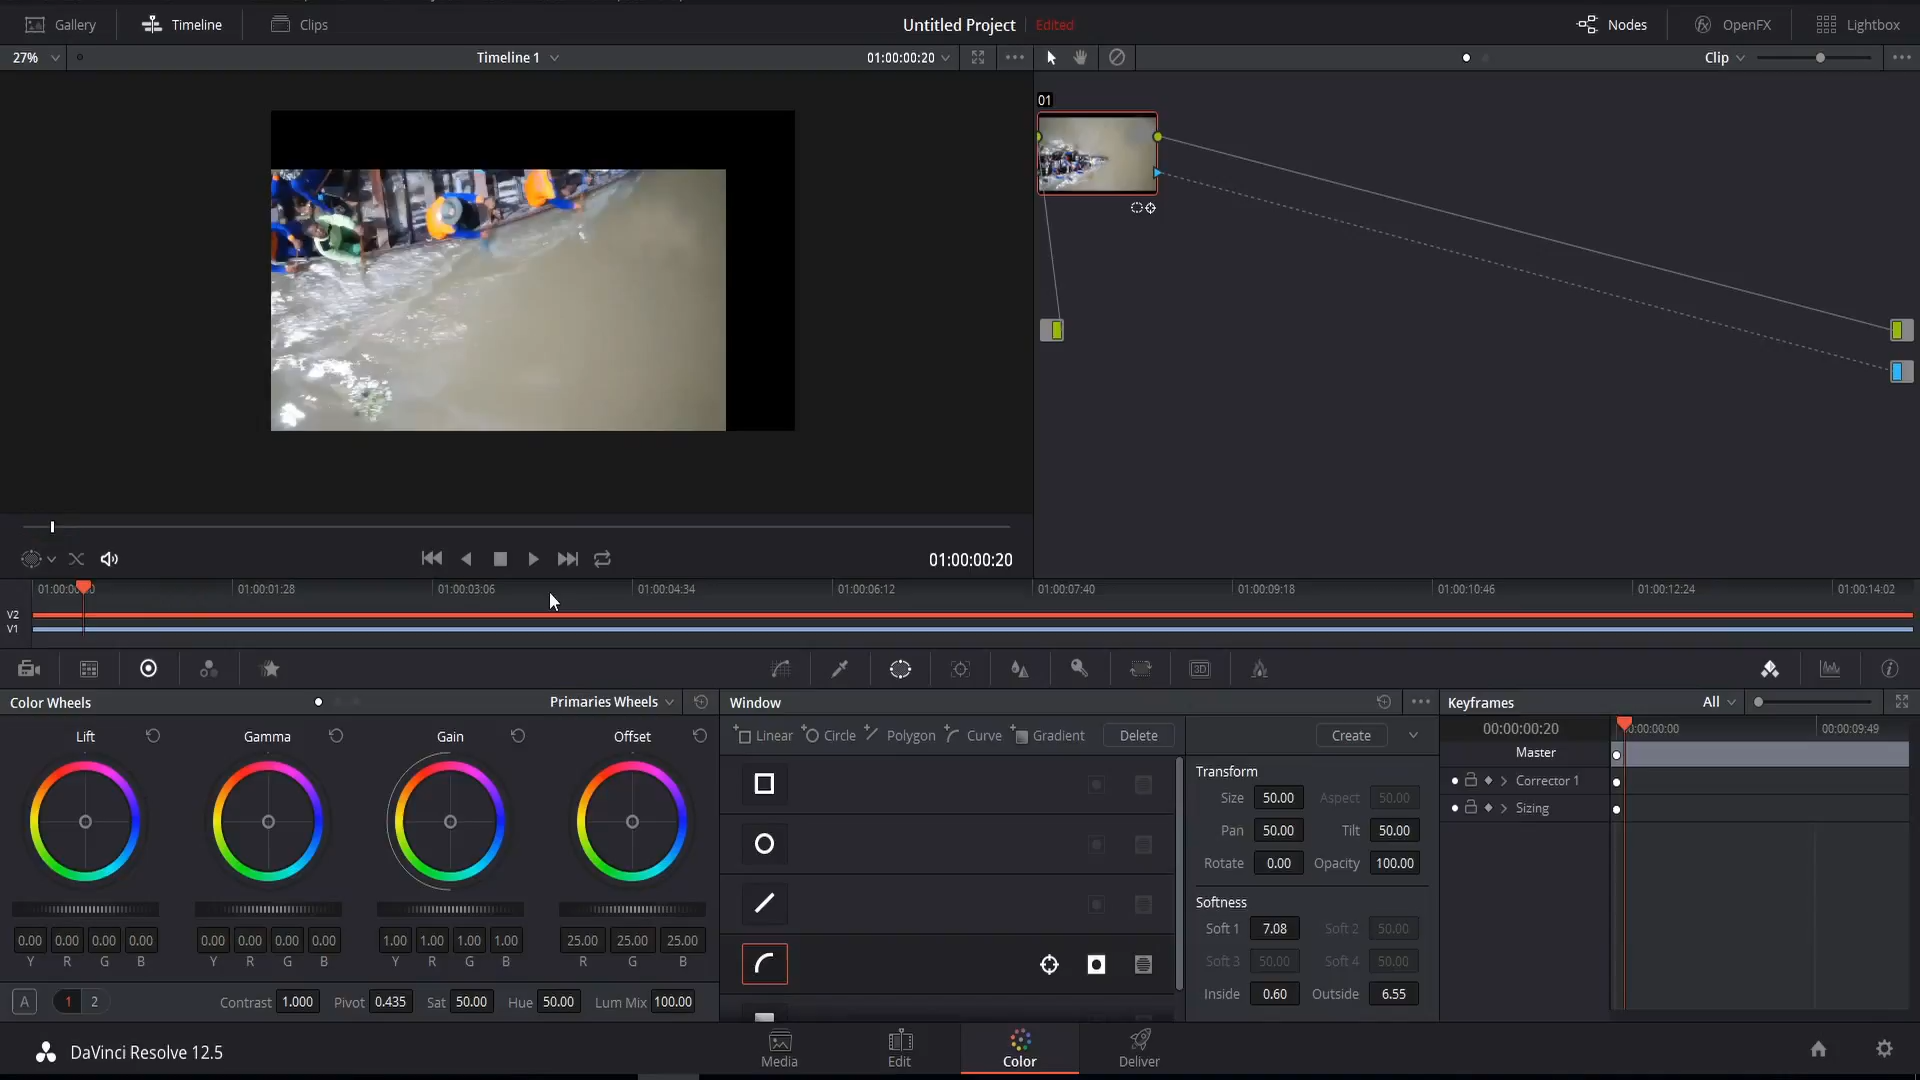 Gallery Timeline Clips Untitled Project Edited Nodes OpenFX Lightbox
27% Timeline 1 01:00:00:20 Clip
01
01:00:00:20
01:00:01:28 01:00:03:06 01:00:04:34 01:00:06:12 01:00:07:40 01:00:09:18 01:00:10:46 01:00:12:24 01:00:14:02
V2
V1
3D
Color Wheels Primaries Wheels Window Keyframes All
Lift Gamma Gain Offset
Linear Circle Polygon Curve Gradient Delete Create
00:00:00:20 00:00:09:49
Master
Transform
Corrector 1
Size 50.00 Aspect 50.00
Sizing
Pan 50.00 Tilt 50.00
Rotate 0.00 Opacity 100.00
Softness
Soft 1 7.08 Soft 2 50.00
0.00 0.00 0.00 0.00 0.00 0.00 0.00 0.00 1.00 1.00 1.00 1.00 25.00 25.00 25.00
Y R G B Y R G B Y R G B R G B
Soft 3 50.00 Soft 4 50.00
Inside 0.60 Outside 6.55
A 1 2 Contrast 1.000 Pivot 0.435 Sat 50.00 Hue 50.00 Lum Mix 100.00
DaVinci Resolve 12.5 Media Edit Color Deliver